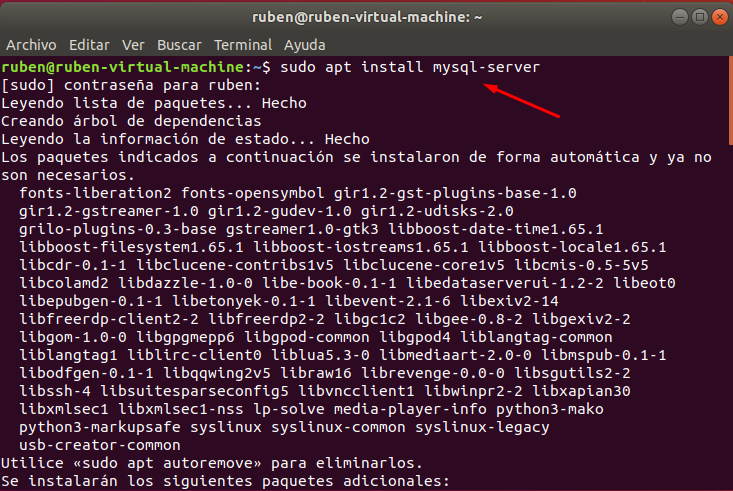 ruben@ruben-virtual-machine: ~
Archivo Editar Ver Buscar Terminal Ayuda
ruben@ruben-virtual-machine:~$ sudo apt install mysql-server
[sudo] contraseña para ruben:
Leyendo lista de paquetes... Hecho
Creando árbol de dependencias
Leyendo la información de estado... Hecho
Los paquetes indicados a continuación se instalaron de forma automática y ya no
son necesarios.
fonts-liberation2 fonts-opensymbol gir1.2-gst-plugins-base-1.0
gir1.2-gstreamer-1.0 gir1.2-gudev-1.0 gir1.2-udisks-2.0
grilo-plugins-0.3-base gstreamer1.0-gtk3 libboost-date-time1.65.1
libboost-filesystem1.65.1 libboost-iostreams1.65.1 libboost-locale1.65.1
libcdr-0.1-1 libclucene-contribs1v5 libclucene-core1v5 libcmis-0.5-5v5
libcolamd2 libdazzle-1.0-0 libe-book-0.1-1 libedataserverui-1.2-2 libeot0
libepubgen-0.1-1 libetonyek-0.1-1 libevent-2.1-6 libexiv2-14
libfreerdp-client2-2 libfreerdp2-2 libgc1c2 libgee-0.8-2 libgexiv2-2
libgom-1.0-0 libgpgmepp6 libgpod-common libgpod4 liblangtag-common
liblangtag1 liblirc-client0 liblua5.3-0 libmediaart-2.0-0 libmspub-0.1-1
libodfgen-0.1-1 libqqwing2v5 libraw16 librevenge-0.0-0 libsgutils2-2
libssh-4 libsuitesparseconfig5 libvncclient1 libwinpr2-2 libxapian30
libxmlsec1 libxmlsec1-nss lp-solve media-player-info python3-mako
python3-markupsafe syslinux syslinux-common syslinux-legacy
usb-creator-common
Utilice «sudo apt autoremove» para eliminarlos.
Se instalarán los siguientes paquetes adicionales: